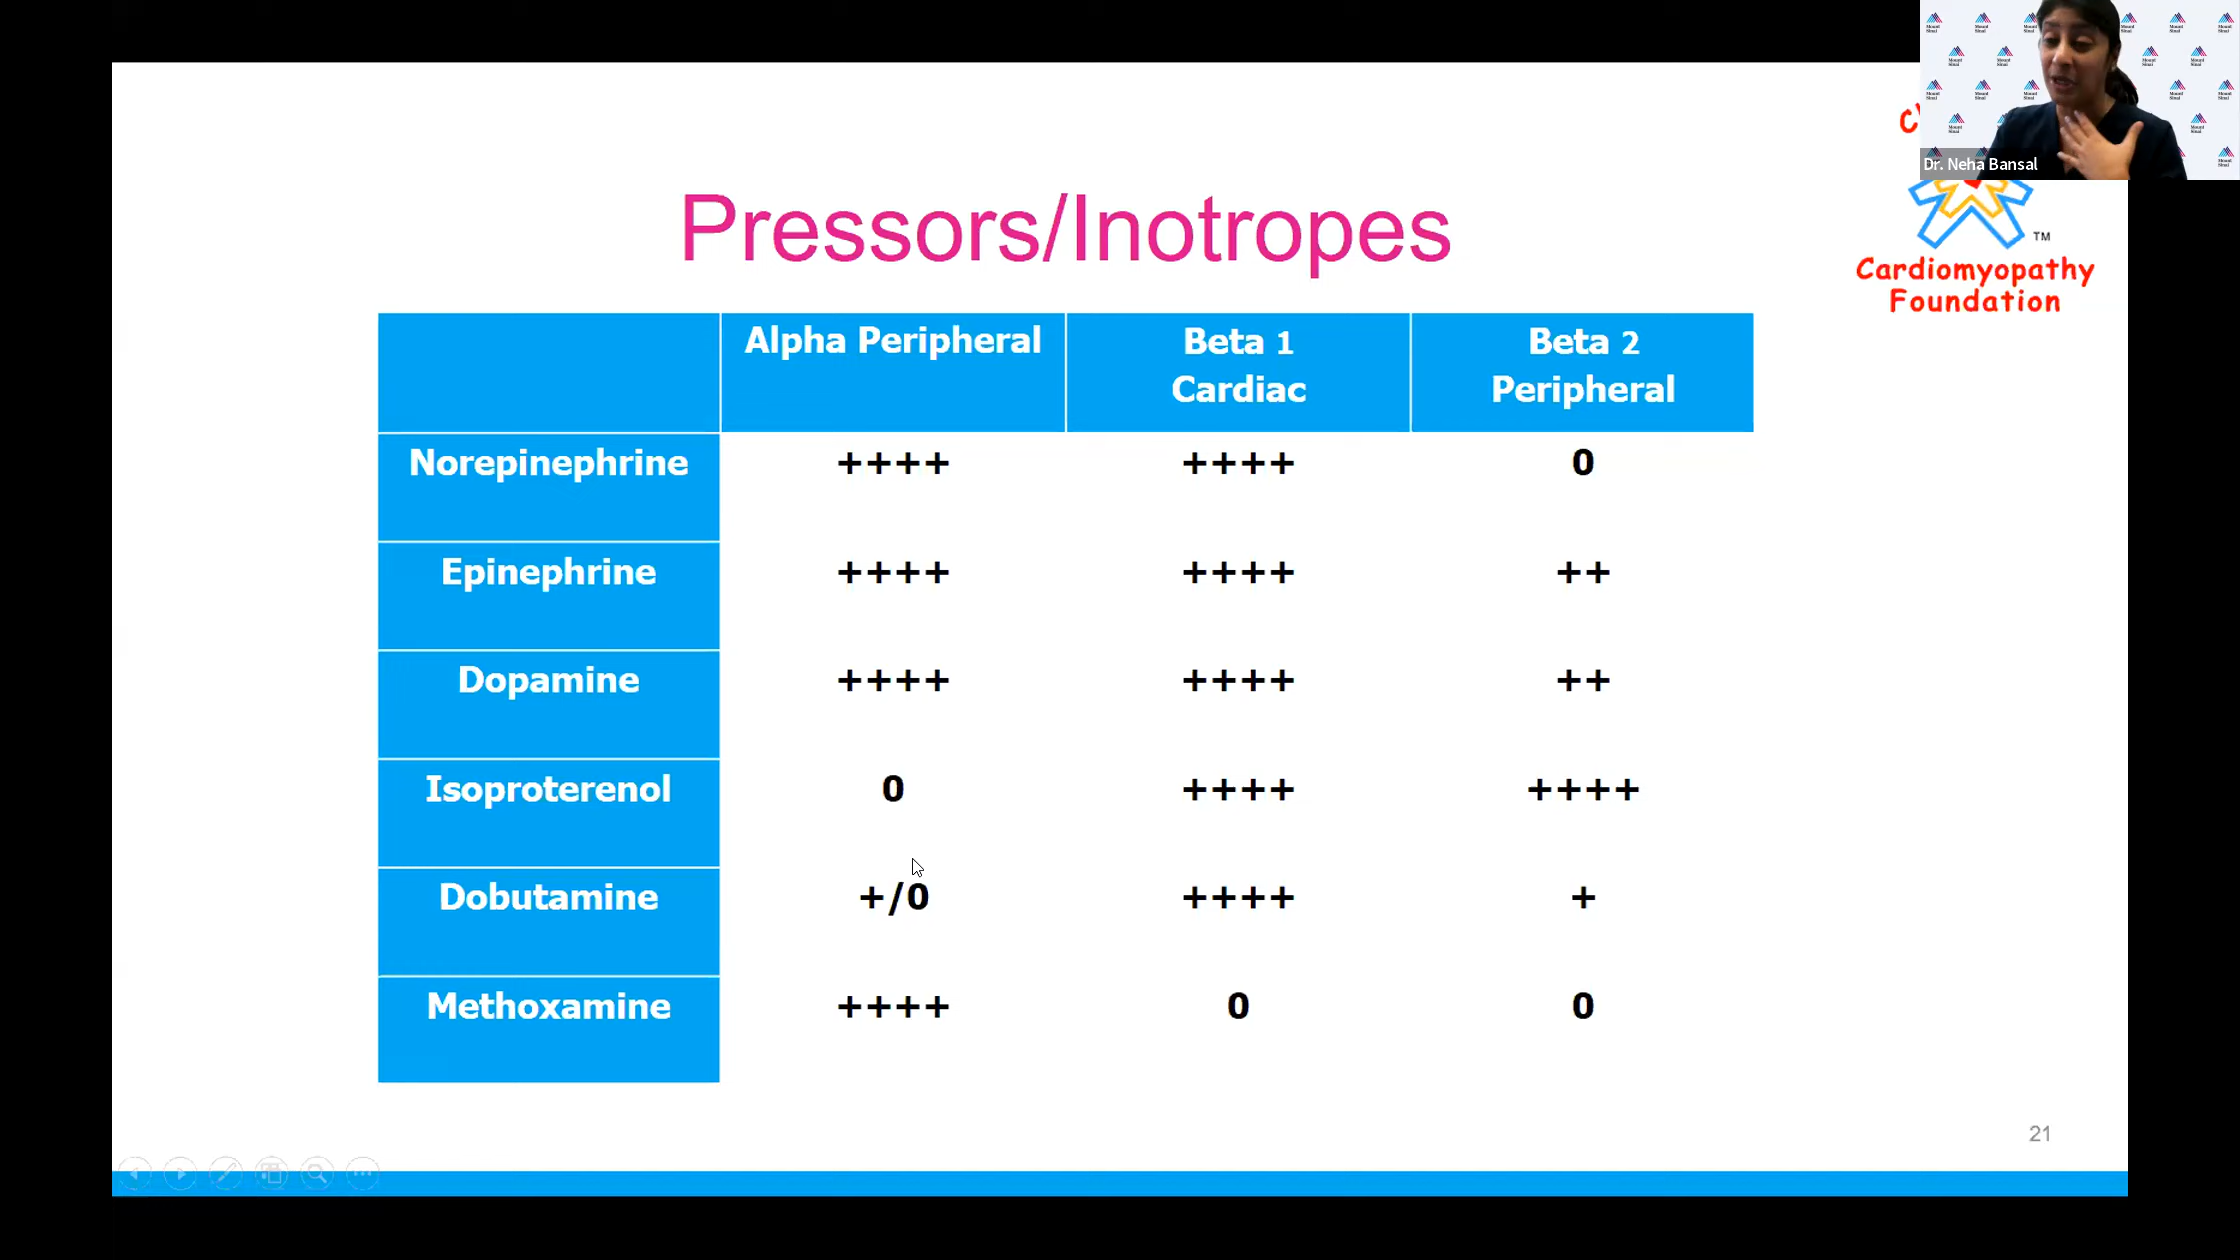 Dr. Neha Bansal
Pressors/Inotropes
TM
Cardiomyopathy
Foundation
Alpha Peripheral
Beta 1
Cardiac
Beta 2
Peripheral
Norepinephrine ++++ ++++ 0
Epinephrine ++++ ++++ ++
Dopamine ++++ ++++ ++
Isoproterenol 0 ++++ ++++
Dobutamine +/0 ++++ +
Methoxamine ++++ 0 0
21